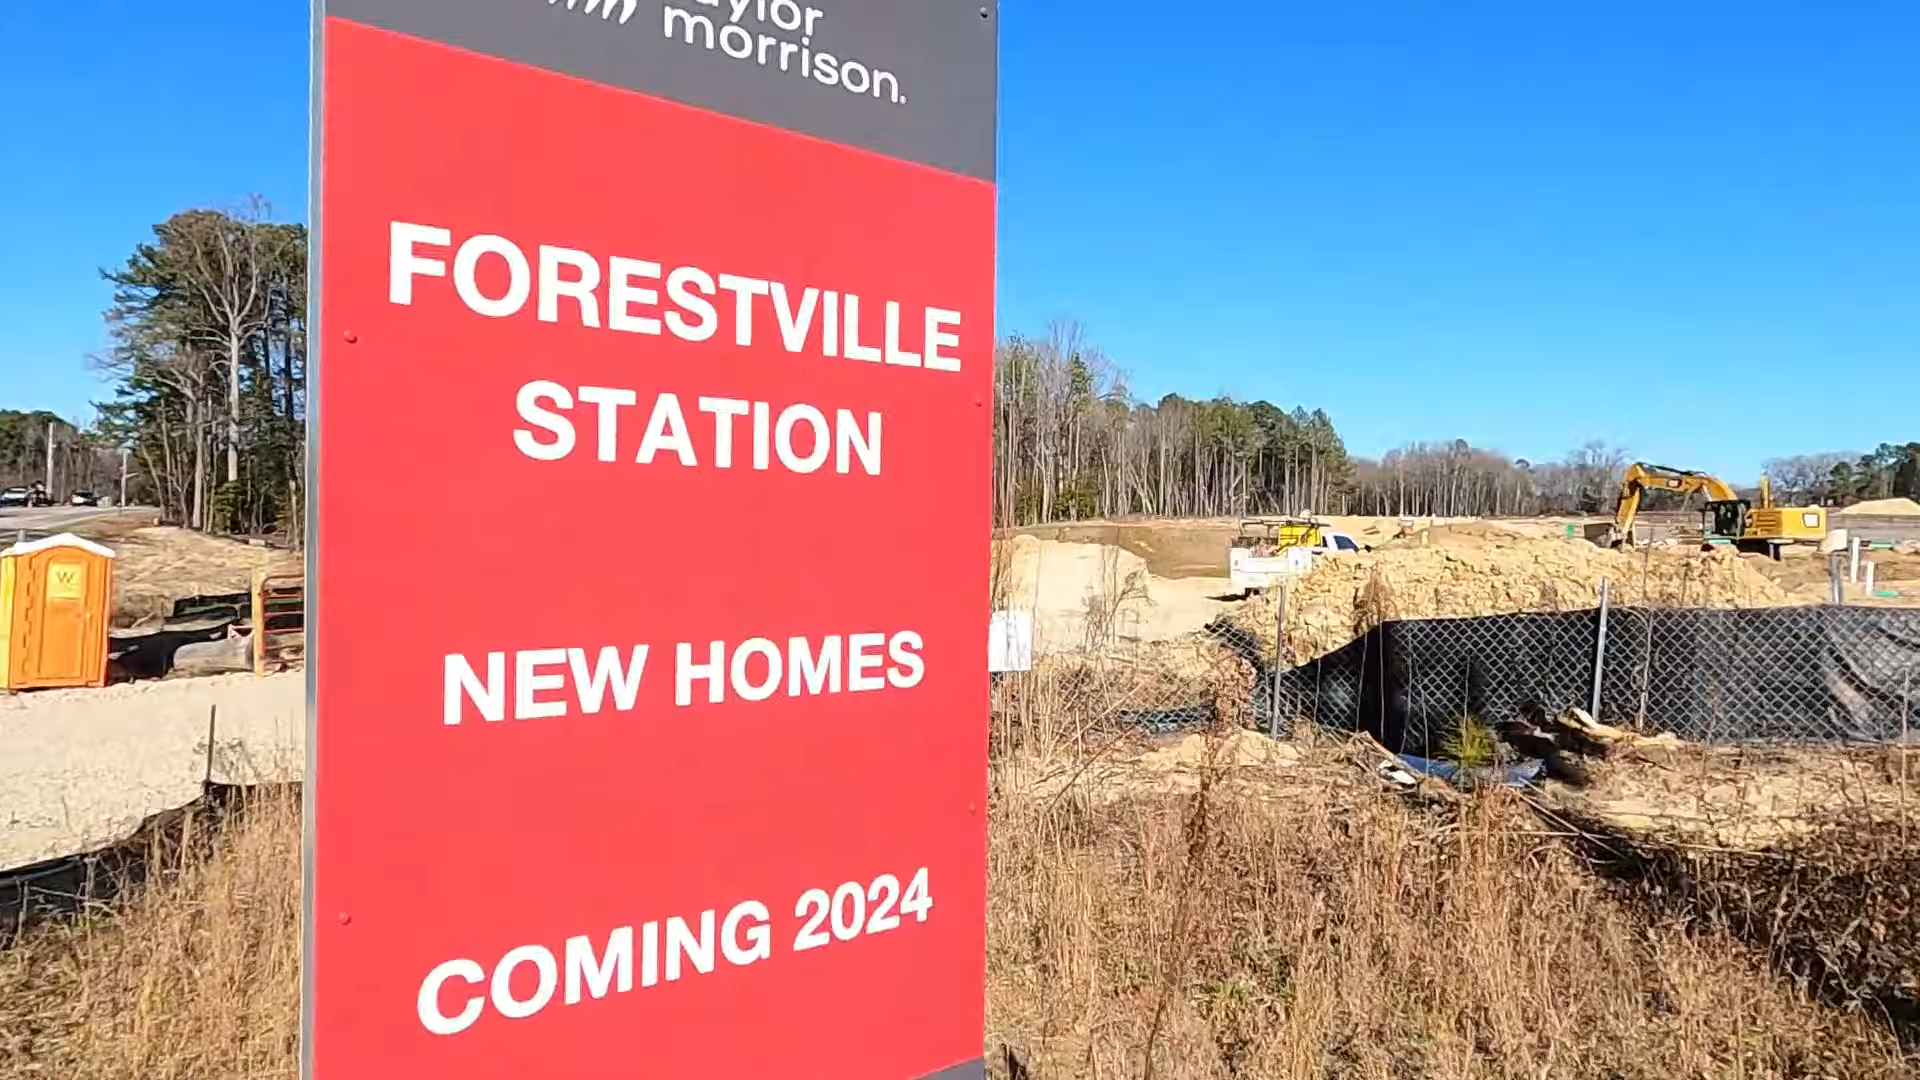 morrison.
FORESTVILLE
STATION
NEW HOMES
COMING 2024
W